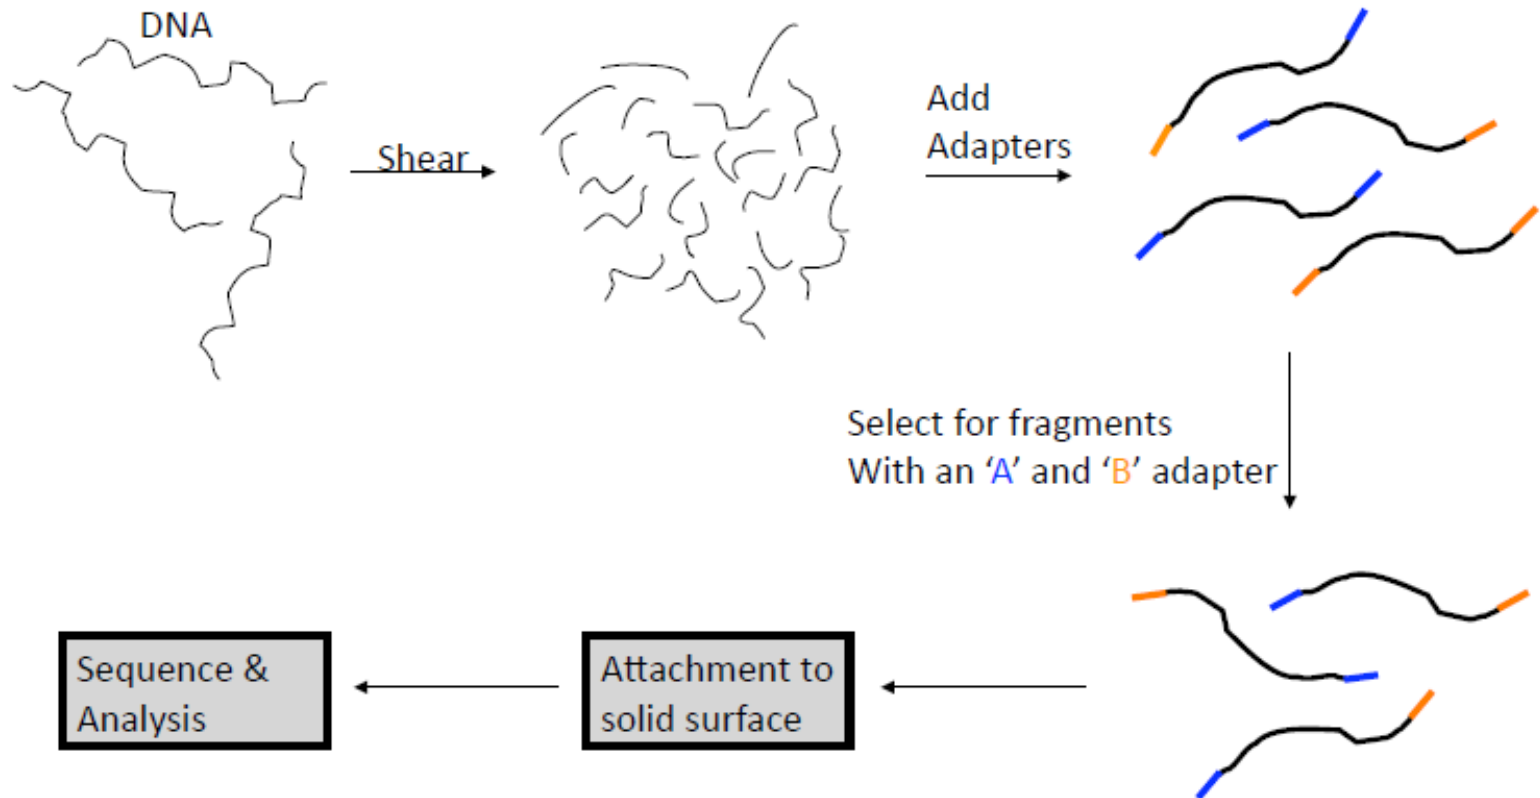 DNA
Shear
Add
Adapters
Select for fragments
With an ‘A’ and ‘B’ adapter
Attachment to
solid surface
Sequence &
Analysis